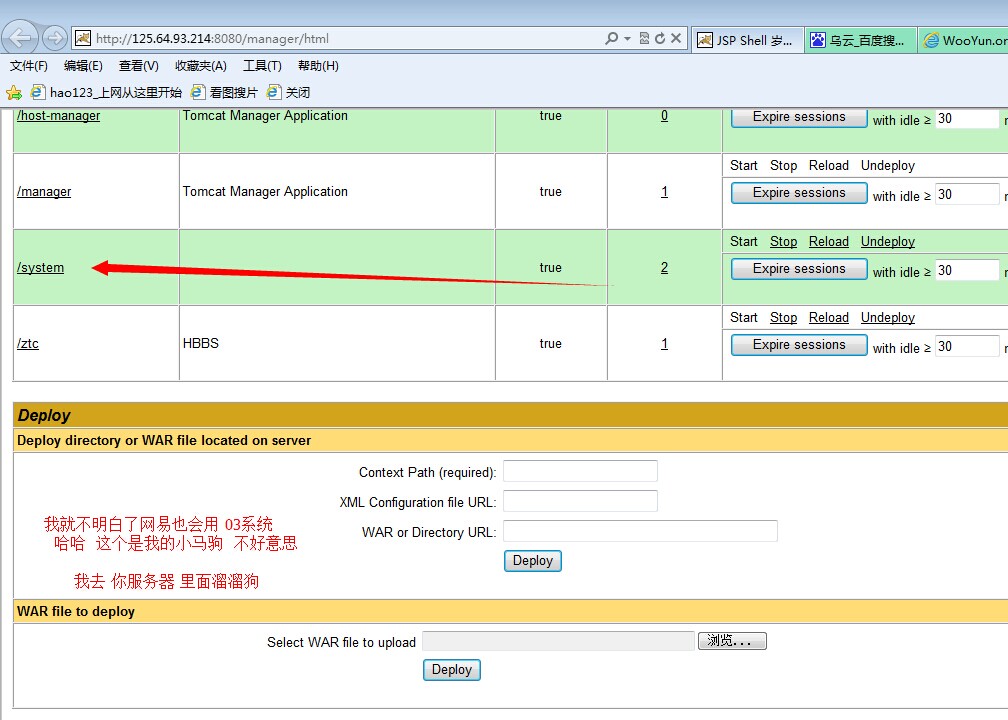 http://125.64.93.214:8080/manager/html
JSP Shell 岁...
乌云_百度搜...
WooYun.or
文件(F) 编辑(E) 查看(V) 收藏夹(A) 工具(T) 帮助(H)
hao123_上网从这里开始 看图搜片 关闭
/host-manager Tomcat Manager Application true 0 Expire sessions with idle ≥ 30
Start Stop Reload Undeploy
/manager Tomcat Manager Application true 1 Expire sessions with idle ≥ 30
Start Stop Reload Undeploy
/system true 2 Expire sessions with idle ≥ 30
Start Stop Reload Undeploy
/ztc HBBS true 1 Expire sessions with idle ≥ 30
Deploy
Deploy directory or WAR file located on server
Context Path (required):
XML Configuration file URL:
WAR or Directory URL:
Deploy
我就不明白了网易也会用 03系统
哈哈 这个是我的小马驹 不好意思
我去 你服务器 里面溜溜狗
WAR file to deploy
Select WAR file to upload 浏览...
Deploy